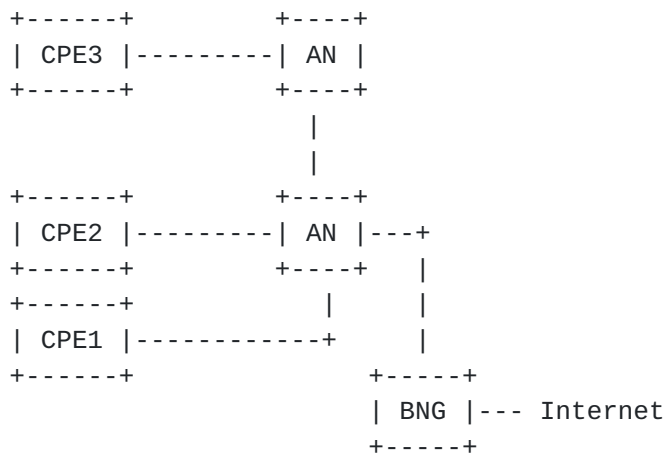 +------+         +----+
| CPE3 |---------| AN |
+------+         +----+
                   |
                   |
+------+         +----+
| CPE2 |---------| AN |---+
+------+         +----+   |
+------+            |     |
| CPE1 |------------+     |
+------+               +-----+
                       | BNG |--- Internet
                       +-----+